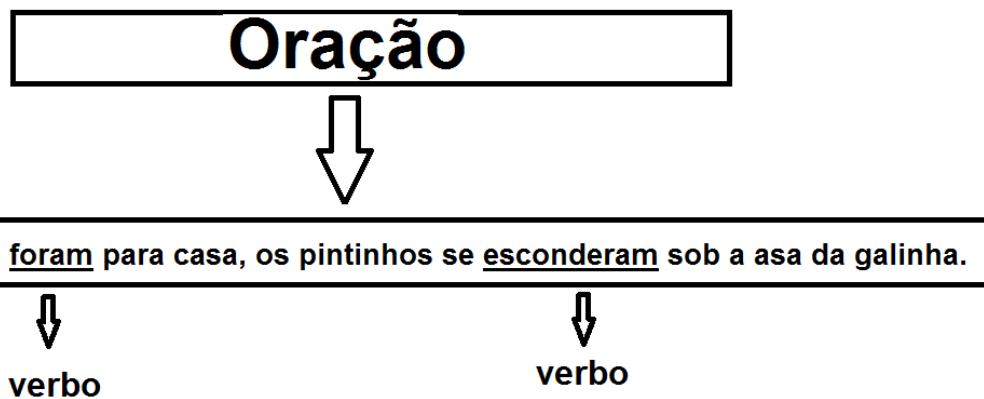 Oração
foram para casa, os pintinhos se esconderam sob a asa da galinha.
verbo
verbo